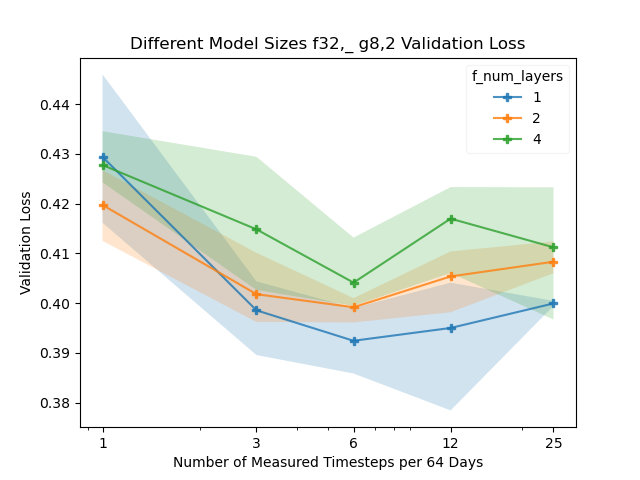 Different Model Sizes f32,_ g8,2 Validation Loss
f_num_layers
1
2
4
Validation Loss
0.44
0.43
0.42
0.41
0.40
0.39
0.38
1 3 6 12 25
Number of Measured Timesteps per 64 Days